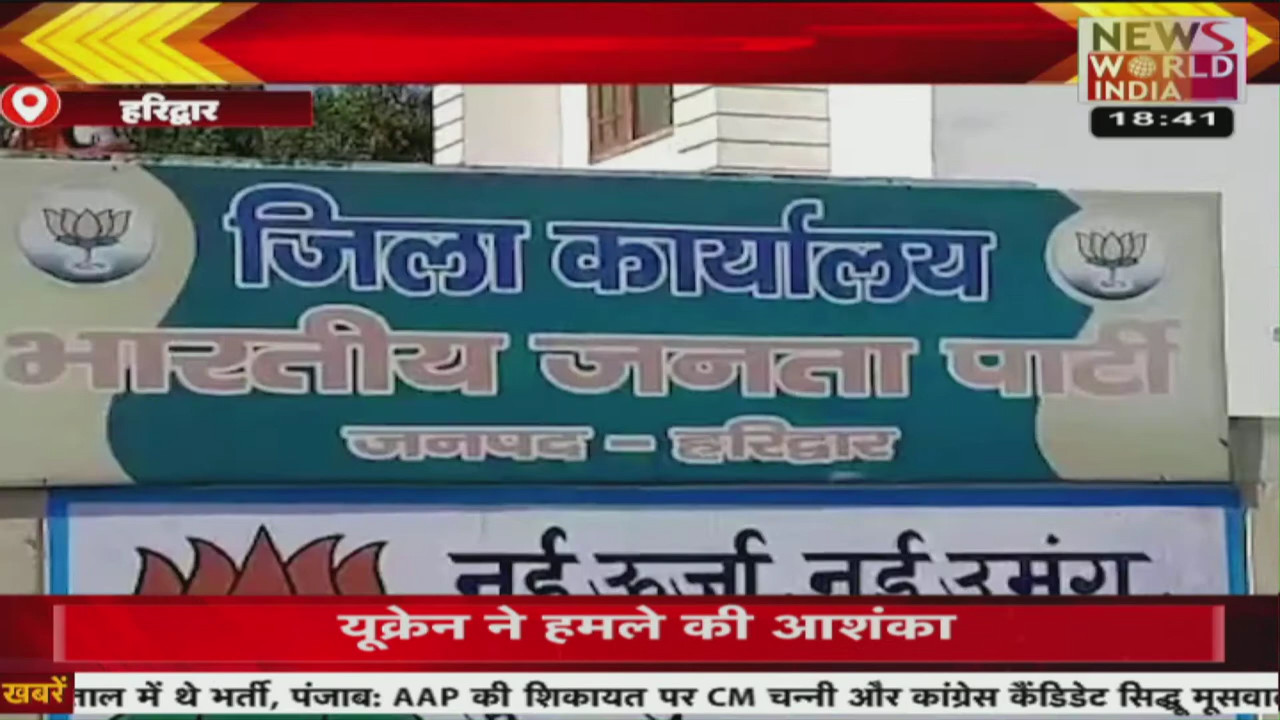 NEWS
WORLD
INDIA
18:41
हरिद्वार
जिला कार्यालय
भारतीय जनता पार्टी
जनपद – हरिद्वार
नई ऊर्जा, नई उमंग
यूक्रेन ने हमले की आशंका
खबरें
में थे भर्ती, पंजाब: AAP की शिकायत पर CM चन्नी और कांग्रेस कैंडिडेट सिद्धू